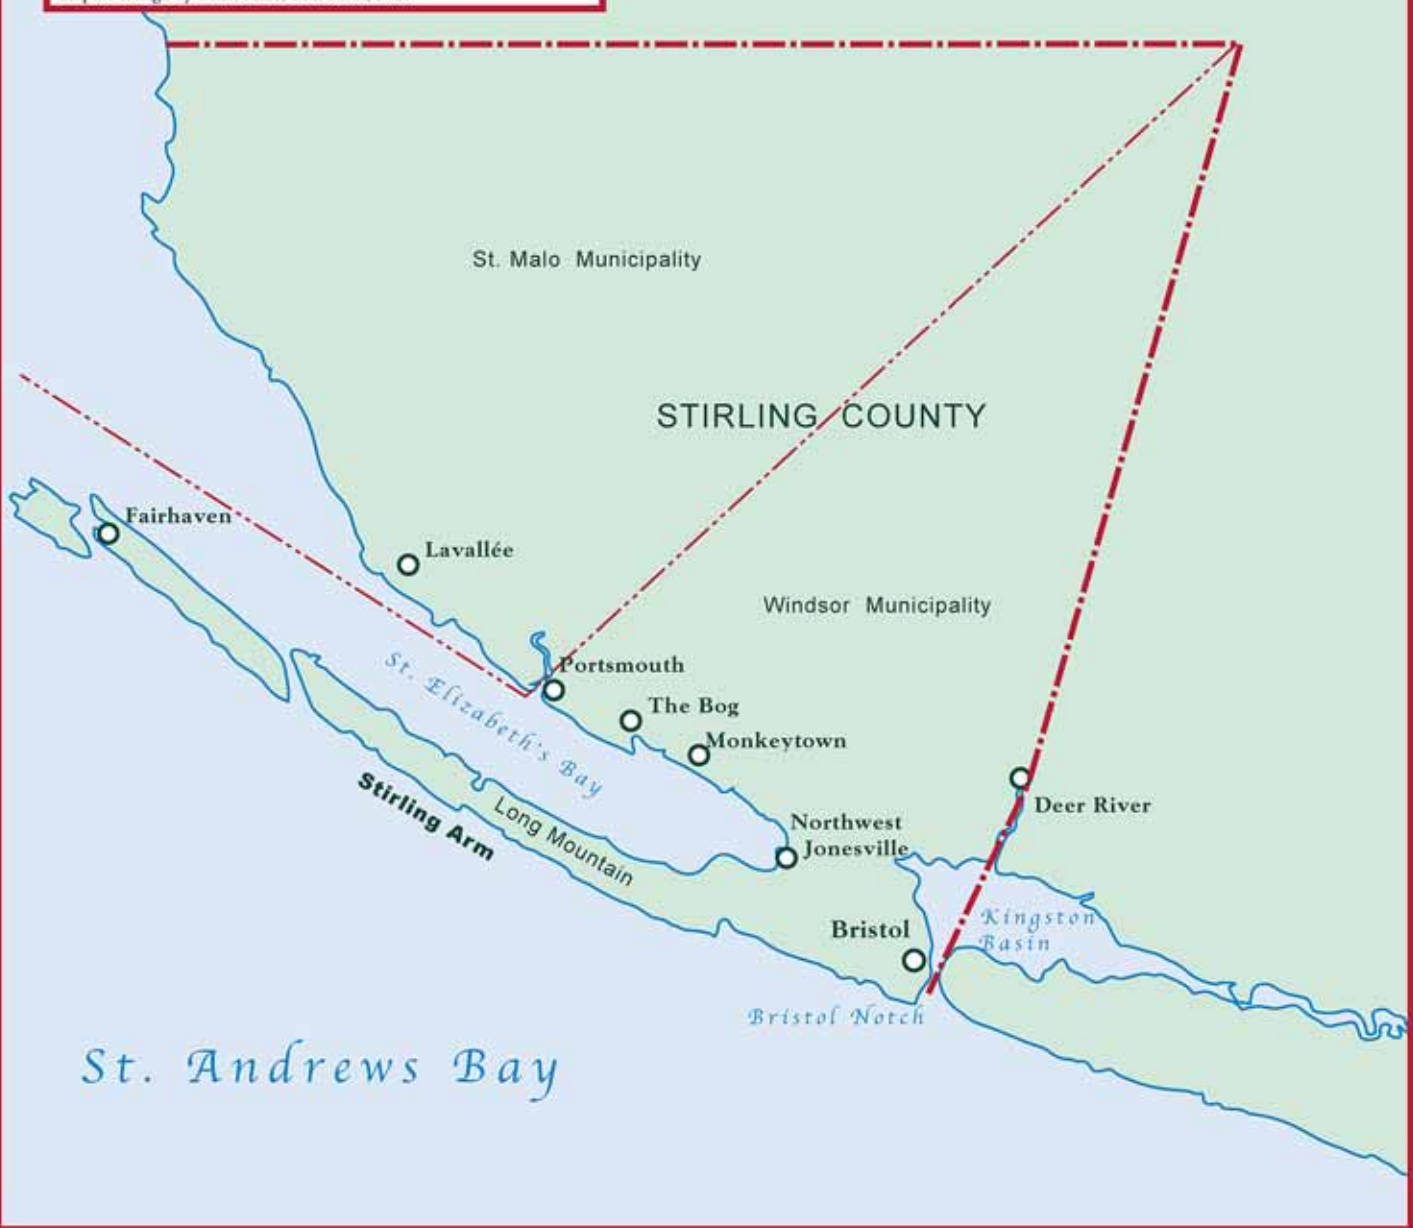 St. Malo Municipality
STIRLING COUNTY
Fairhaven
Lavallée
Windsor Municipality
St. Elizabeth's Bay
Portsmouth
The Bog
Monkeytown
Stirling Arm
Long Mountain
Deer River
Northwest
Jonesville
Kingston
Basin
Bristol
Bristol Notch
St. Andrews Bay